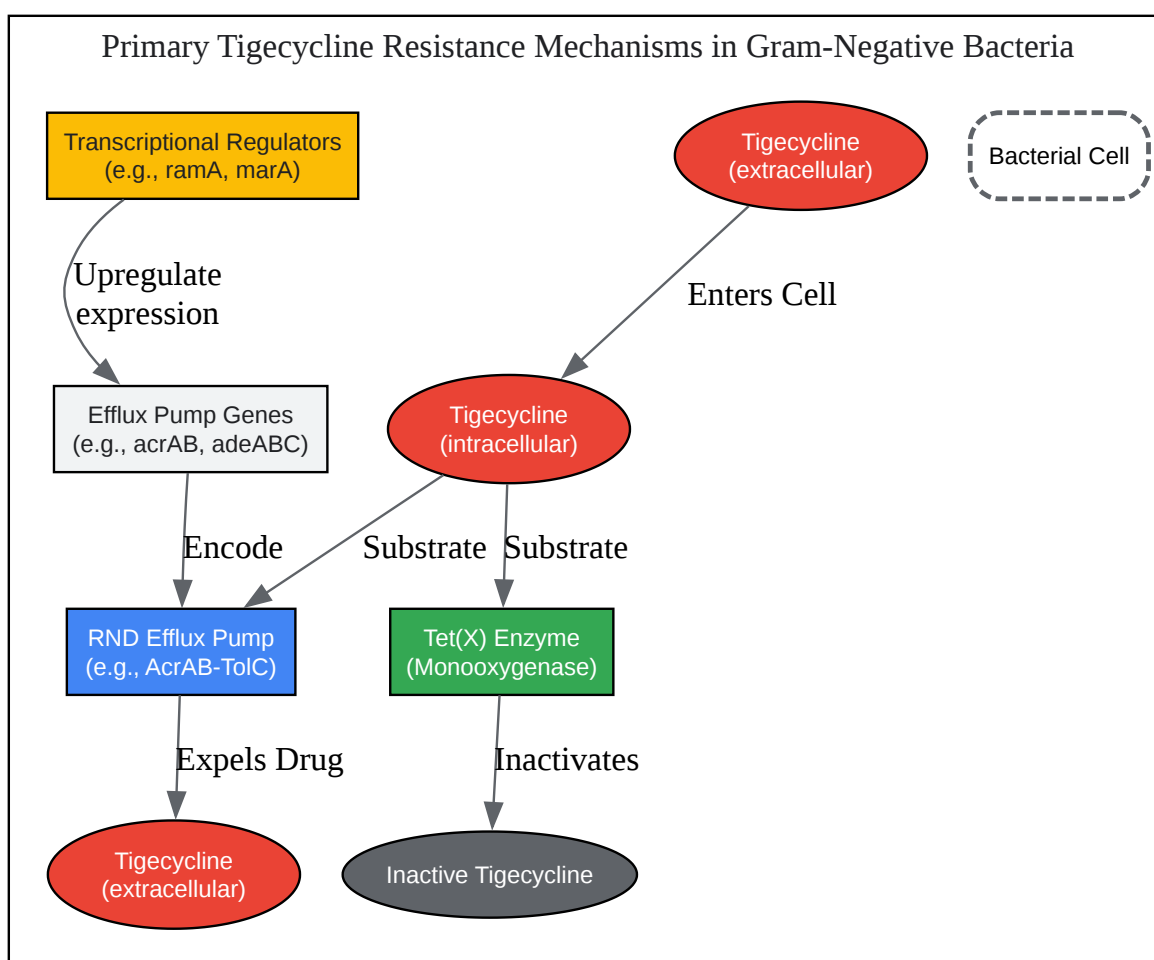 Primary Tigecycline Resistance Mechanisms in Gram-Negative Bacteria
Transcriptional Regulators
(e.g., ramA, marA)
Tigecycline
(extracellular)
Bacterial Cell
Upregulate
expression
Enters Cell
Efflux Pump Genes
(e.g., acrAB, adeABC)
Tigecycline
(intracellular)
Encode
Substrate
Substrate
RND Efflux Pump
(e.g., AcrAB-TolC)
Tet(X) Enzyme
(Monooxygenase)
Expels Drug
Inactivates
Tigecycline
(extracellular)
Inactive Tigecycline